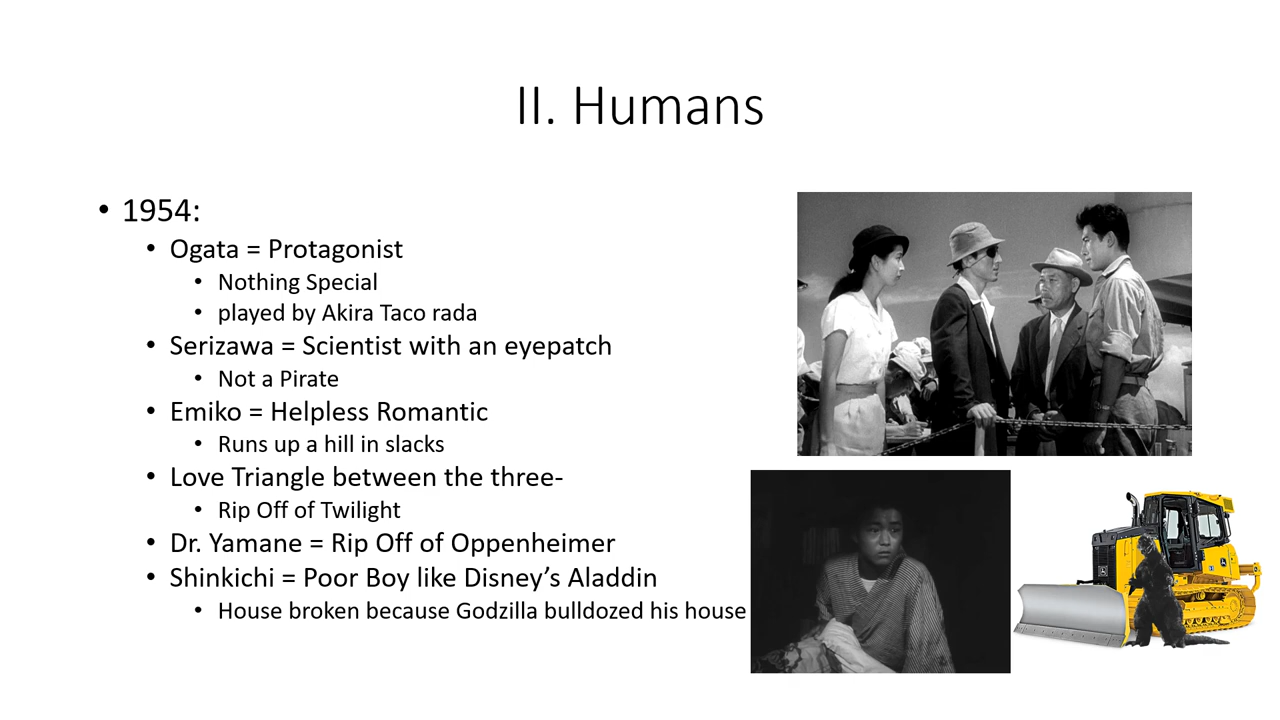 II. Humans
• 1954:
• Ogata = Protagonist
• Nothing Special
• played by Akira Taco rada
• Serizawa = Scientist with an eyepatch
• Not a Pirate
• Emiko = Helpless Romantic
• Runs up a hill in slacks
• Love Triangle between the three-
• Rip Off of Twilight
• Dr. Yamane = Rip Off of Oppenheimer
• Shinkichi = Poor Boy like Disney’s Aladdin
• House broken because Godzilla bulldozed his house